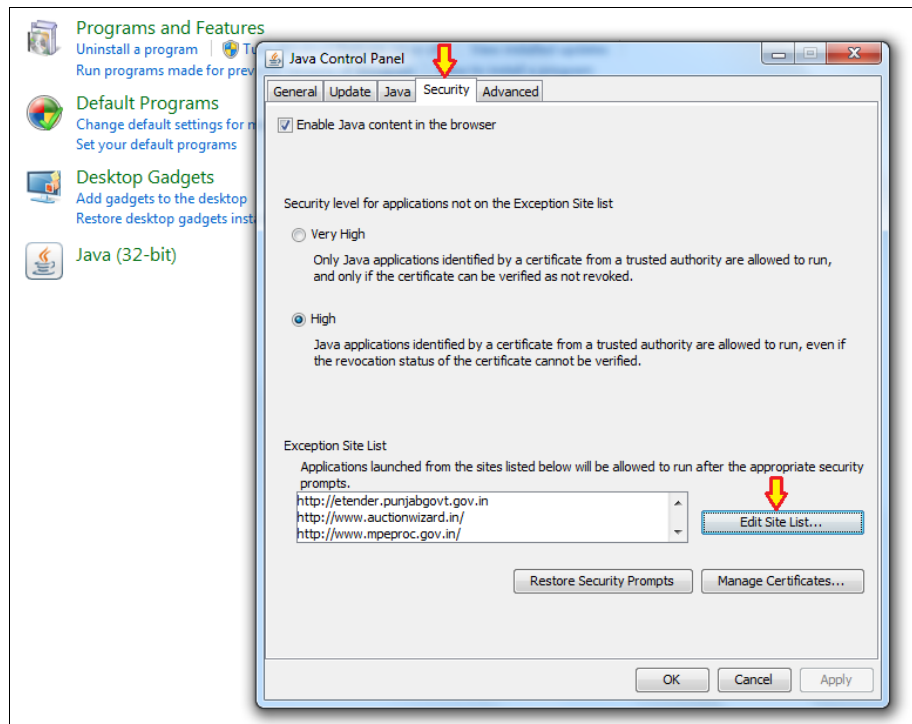 Programs and Features
Uninstall a program
Run programs made for prev
Default Programs
Change default settings for m
Set your default programs
Desktop Gadgets
Add gadgets to the desktop
Restore desktop gadgets inst
Java (32-bit)
Java Control Panel
General Update Java Security Advanced
Enable Java content in the browser
Security level for applications not on the Exception Site list
Very High
Only Java applications identified by a certificate from a trusted authority are allowed to run,
and only if the certificate can be verified as not revoked.
High
Java applications identified by a certificate from a trusted authority are allowed to run, even if
the revocation status of the certificate cannot be verified.
Exception Site List
Applications launched from the sites listed below will be allowed to run after the appropriate security
prompts.
http://etender.punjabgovt.gov.in
http://www.auctionwizard.in/
http://www.mpeproc.gov.in/
Edit Site List...
Restore Security Prompts Manage Certificates...
OK Cancel Apply